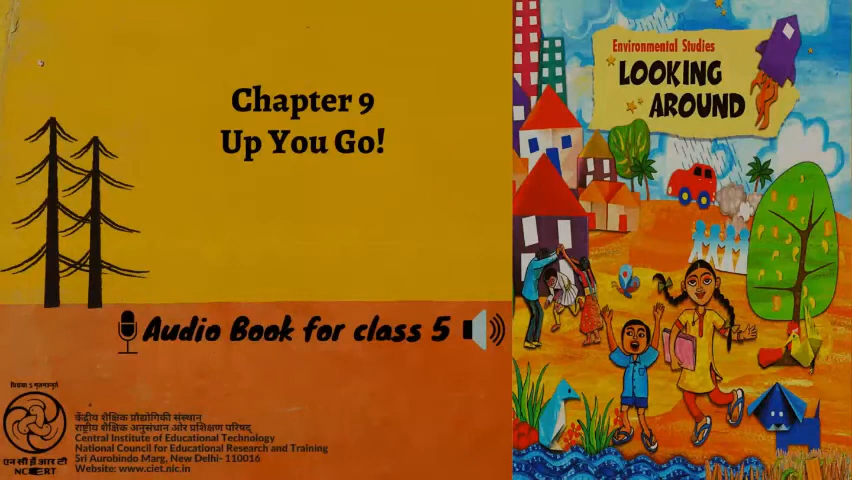 Chapter 9
Up You Go!
Environmental Studies
LOOKING
AROUND
Audio Book for class 5
केंद्रीय शैक्षिक प्रौद्योगिकी संस्थान
राष्ट्रीय शैक्षिक अनुसंधान और प्रशिक्षण परिषद्
Central Institute of Educational Technology
National Council for Educational Research and Training
Sri Aurobindo Marg, New Delhi- 110016
Website: www.ciet.nic.in
एन सी ई आर टी
NCERT